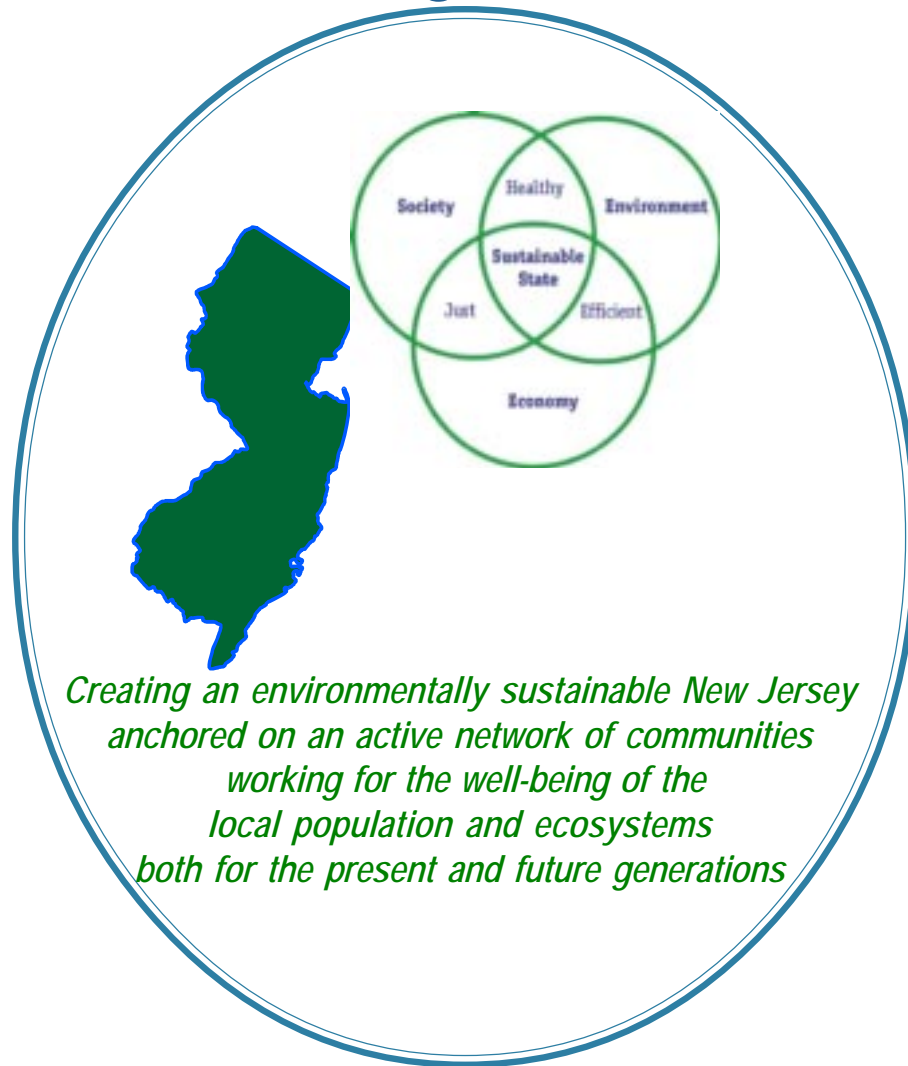 Healthy
Society
Environment
Sustainable
State
Just
Efficient
Economy
Creating an environmentally sustainable New Jersey
anchored on an active network of communities
working for the well-being of the
local population and ecosystems
both for the present and future generations